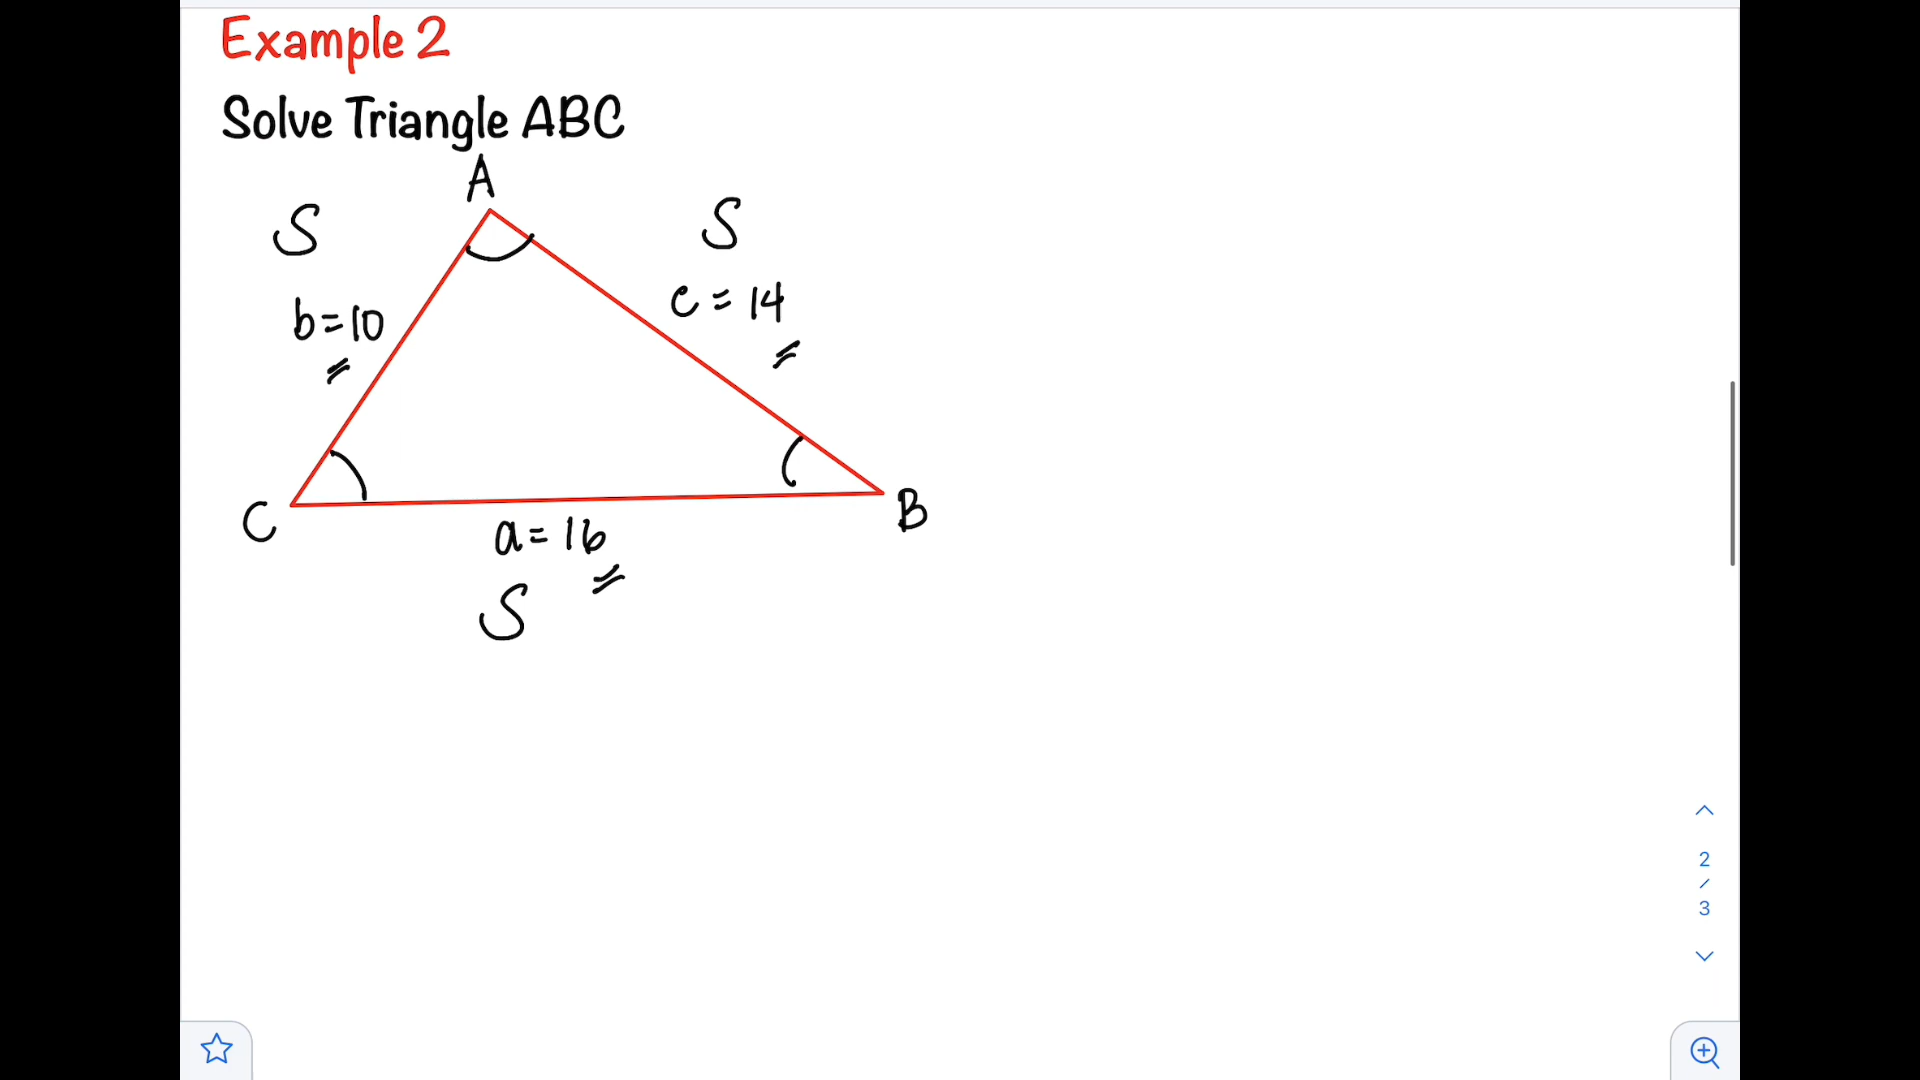 Example 2
Solve Triangle ABC
A
S
S
b=10
c = 14
C
B
a= 16
S
2
/
3